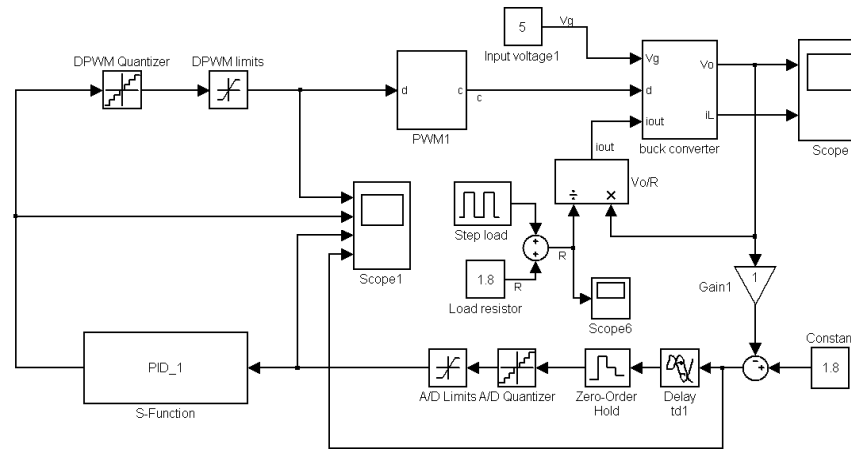 DPWM Quantizer
DPWM limits
d
c
c
PWM1
5
Vg
Input voltage1
Vg
d
iout
Vo
iL
buck converter
Scope
iout
÷
×
Vo/R
Scope1
Step load
+
+
R
1.8
R
Load resistor
Scope6
1
Gain1
Constan
1.8
−
+
PID_1
S-Function
A/D Limits
A/D Quantizer
Zero-Order
Hold
Delay
td1